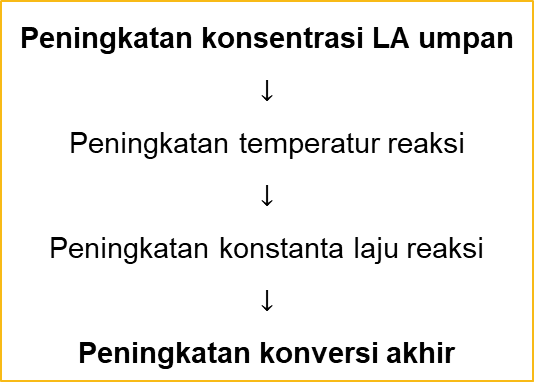 Peningkatan konsentrasi LA umpan
↓
Peningkatan temperatur reaksi
↓
Peningkatan konstanta laju reaksi
↓
Peningkatan konversi akhir